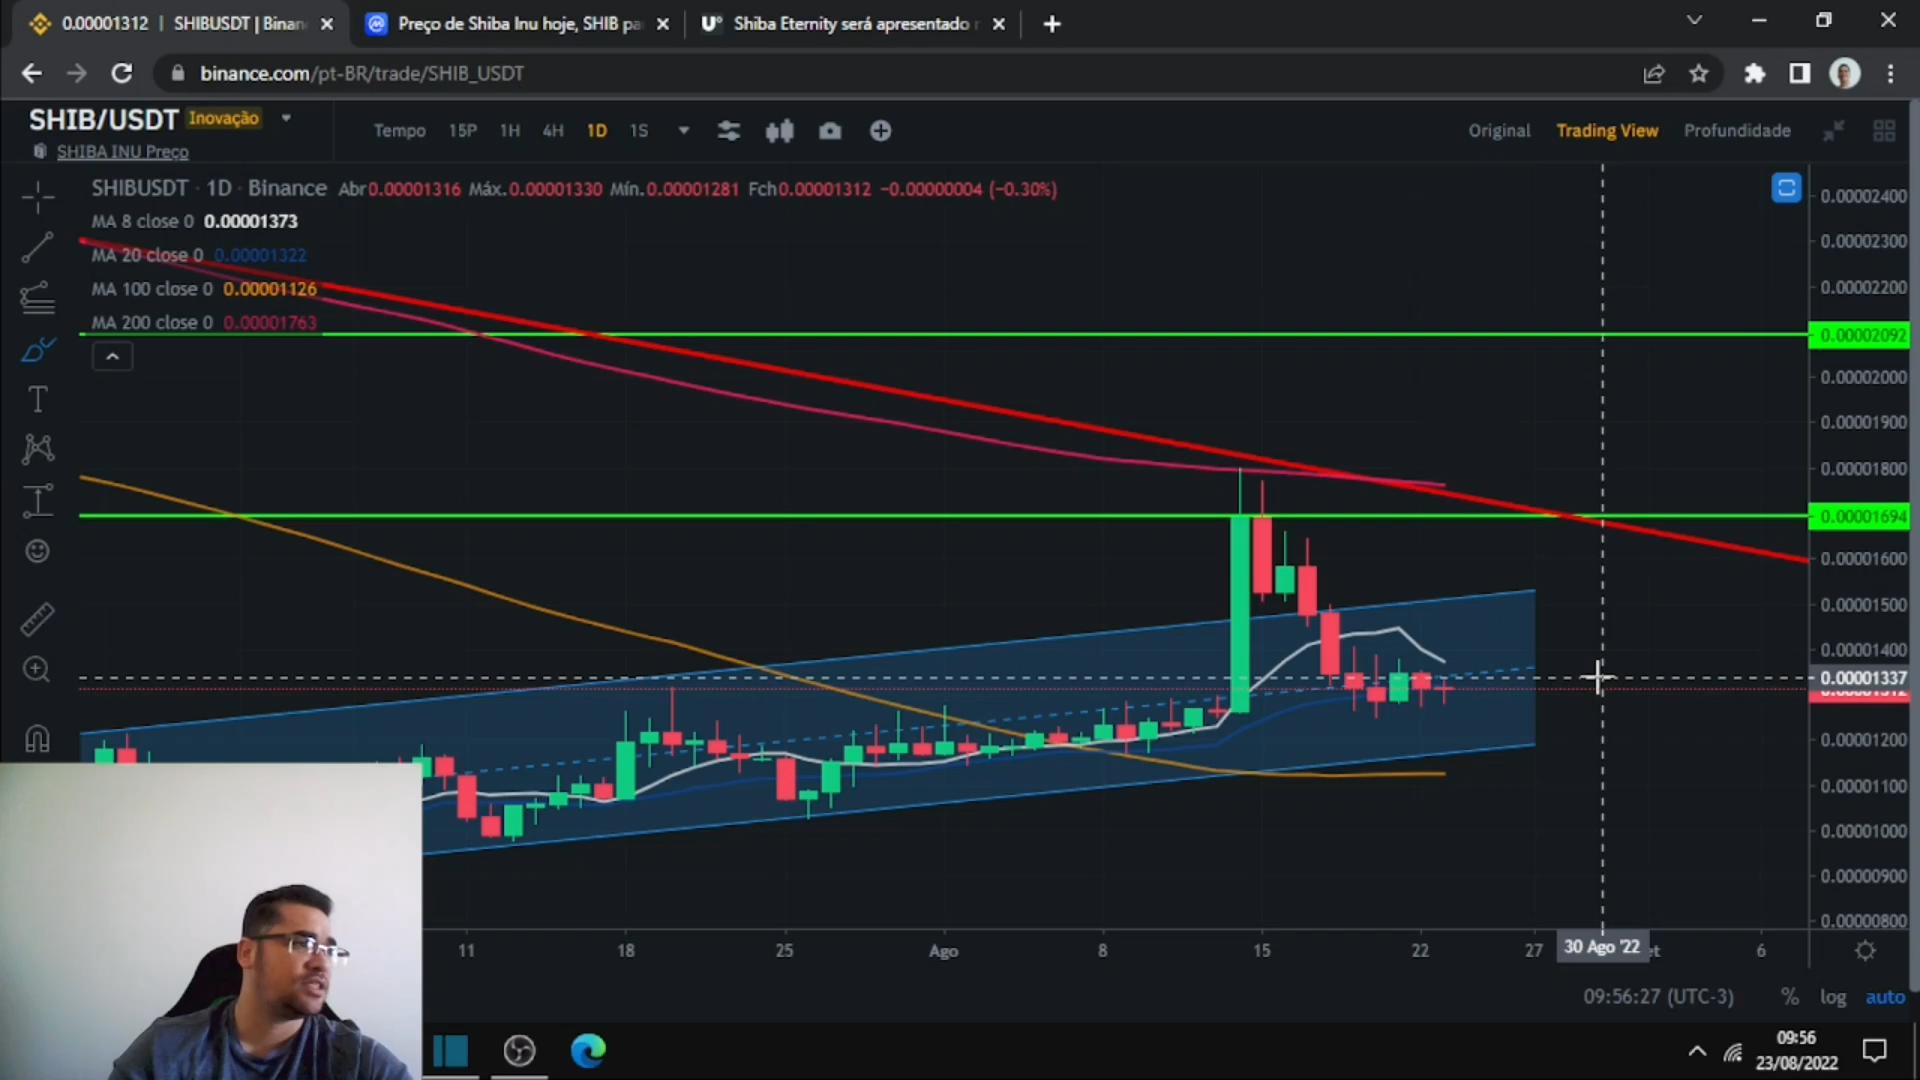 0.00001312 | SHIBUSDT | Binan
Preço de Shiba Inu hoje, SHIB pa
Shiba Eternity será apresentado
binance.com/pt-BR/trade/SHIB_USDT
SHIB/USDT Inovação
SHIBA INU Preço
Tempo 15P 1H 4H 1D 1S
Original Trading View Profundidade
SHIBUSDT · 1D · Binance Abr0.00001316 Máx.0.00001330 Mín.0.00001281 Fch0.00001312 −0.00000004 (−0.30%)
MA 8 close 0 0.00001373
MA 20 close 0 0.00001322
MA 100 close 0 0.00001126
MA 200 close 0 0.00001763
0.00002400
0.00002300
0.00002200
0.00002092
0.00002000
0.00001900
0.00001800
0.00001694
0.00001600
0.00001500
0.00001400
0.00001337
0.00001312
0.00001200
0.00001100
0.00001000
0.00000900
0.00000800
11 18 25 Ago 8 15 22 27 30 Ago '22 6
09:56:27 (UTC-3) % log auto
09:56
23/08/2022